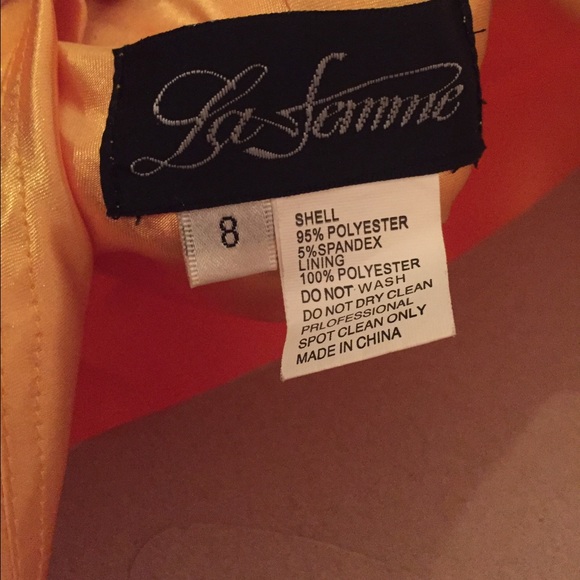 La Femme
8
SHELL
95% POLYESTER
5%SPANDEX
LINING
100% POLYESTER
DO NOT WASH
DO NOT DRY CLEAN
PRLOFESSIONAL
SPOT CLEAN ONLY
MADE IN CHINA